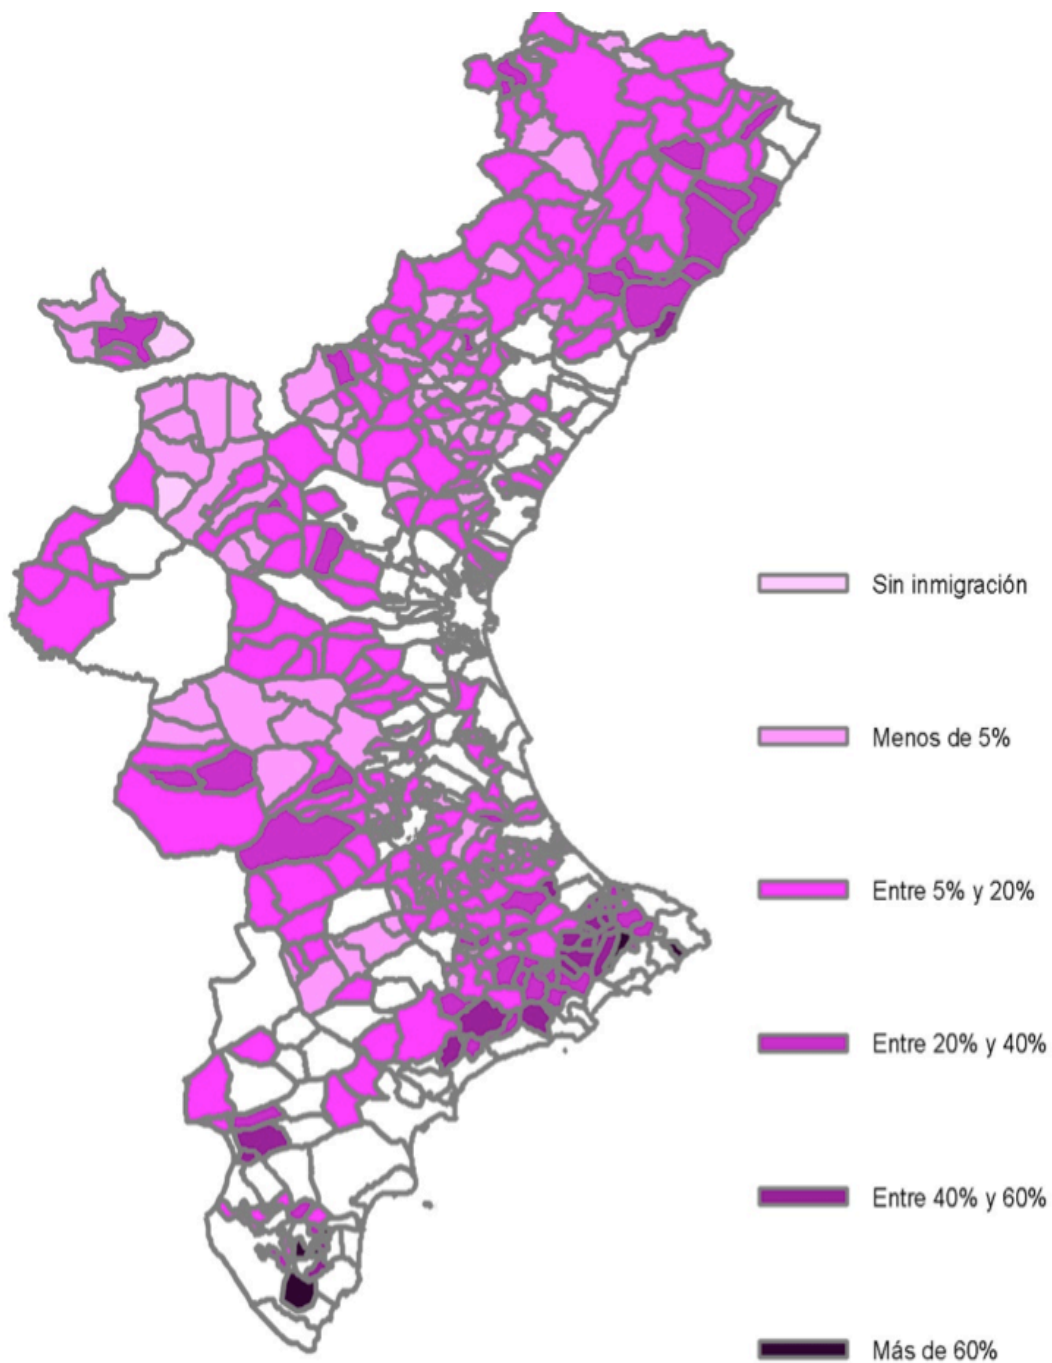 Sin inmigración
Menos de 5%
Entre 5% y 20%
Entre 20% y 40%
Entre 40% y 60%
Más de 60%